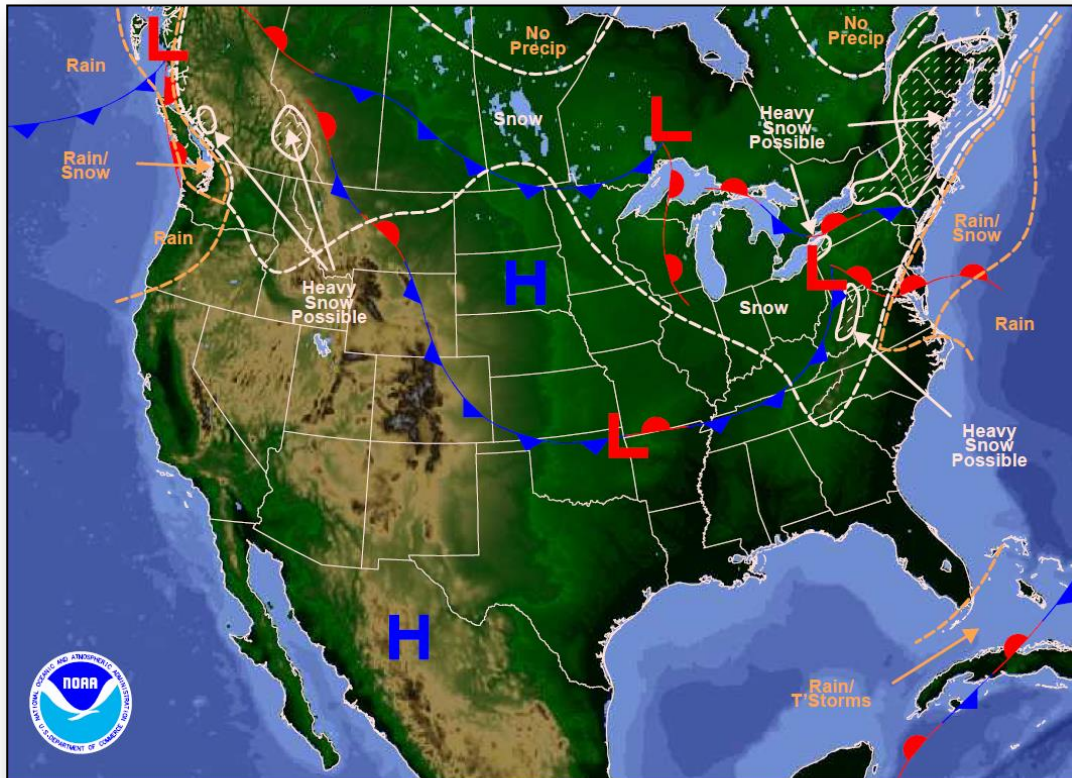 L
Rain
No
Precip
No
Precip
Snow
L
Heavy
Snow
Possible
Rain/
Snow
Rain
Rain/
Snow
L
H
Heavy
Snow
Possible
Snow
Rain
L
Heavy
Snow
Possible
H
Rain/
T'Storms
NATIONAL OCEANIC AND ATMOSPHERIC ADMINISTRATION
NOAA
U.S. DEPARTMENT OF COMMERCE